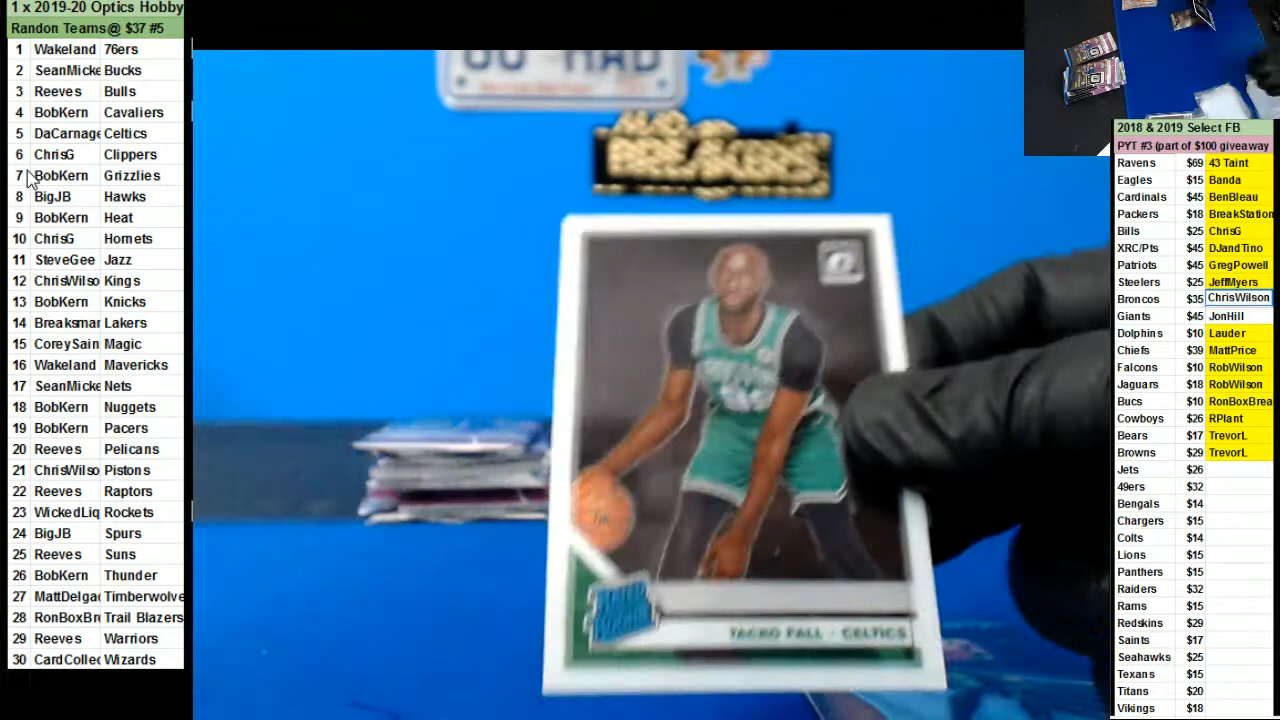 1 x 2019-20 Optics Hobby
Randon Teams@ $37 #5
1 Wakeland 76ers
2 SeanMicke Bucks
3 Reeves Bulls
4 BobKern Cavaliers
5 DaCarnage Celtics
6 ChrisG Clippers
7 BobKern Grizzlies
8 BigJB Hawks
9 BobKern Heat
10 ChrisG Hornets
11 SteveGee Jazz
12 ChrisWilso Kings
13 BobKern Knicks
14 Breaksmar Lakers
15 CoreySain Magic
16 Wakeland Mavericks
17 SeanMicke Nets
18 BobKern Nuggets
19 BobKern Pacers
20 Reeves Pelicans
21 ChrisWilso Pistons
22 Reeves Raptors
23 WickedLiq Rockets
24 BigJB Spurs
25 Reeves Suns
26 BobKern Thunder
27 MattDelgad Timberwolve
28 RonBoxBre Trail Blazers
29 Reeves Warriors
30 CardCollec Wizards
TACKO FALL - CELTICS
2018 & 2019 Select FB
PYT #3 (part of $100 giveaway
Ravens $69 43 Taint
Eagles $15 Banda
Cardinals $45 BenBleau
Packers $18 BreakStation
Bills $25 ChrisG
XRC/Pts $45 DJandTino
Patriots $45 GregPowell
Steelers $25 JeffMyers
Broncos $35 ChrisWilson
Giants $45 JonHill
Dolphins $10 Lauder
Chiefs $39 MattPrice
Falcons $10 RobWilson
Jaguars $18 RobWilson
Bucs $10 RonBoxBrea
Cowboys $26 RPlant
Bears $17 TrevorL
Browns $29 TrevorL
Jets $26
49ers $32
Bengals $14
Chargers $15
Colts $14
Lions $15
Panthers $15
Raiders $32
Rams $15
Redskins $29
Saints $17
Seahawks $25
Texans $15
Titans $20
Vikings $18